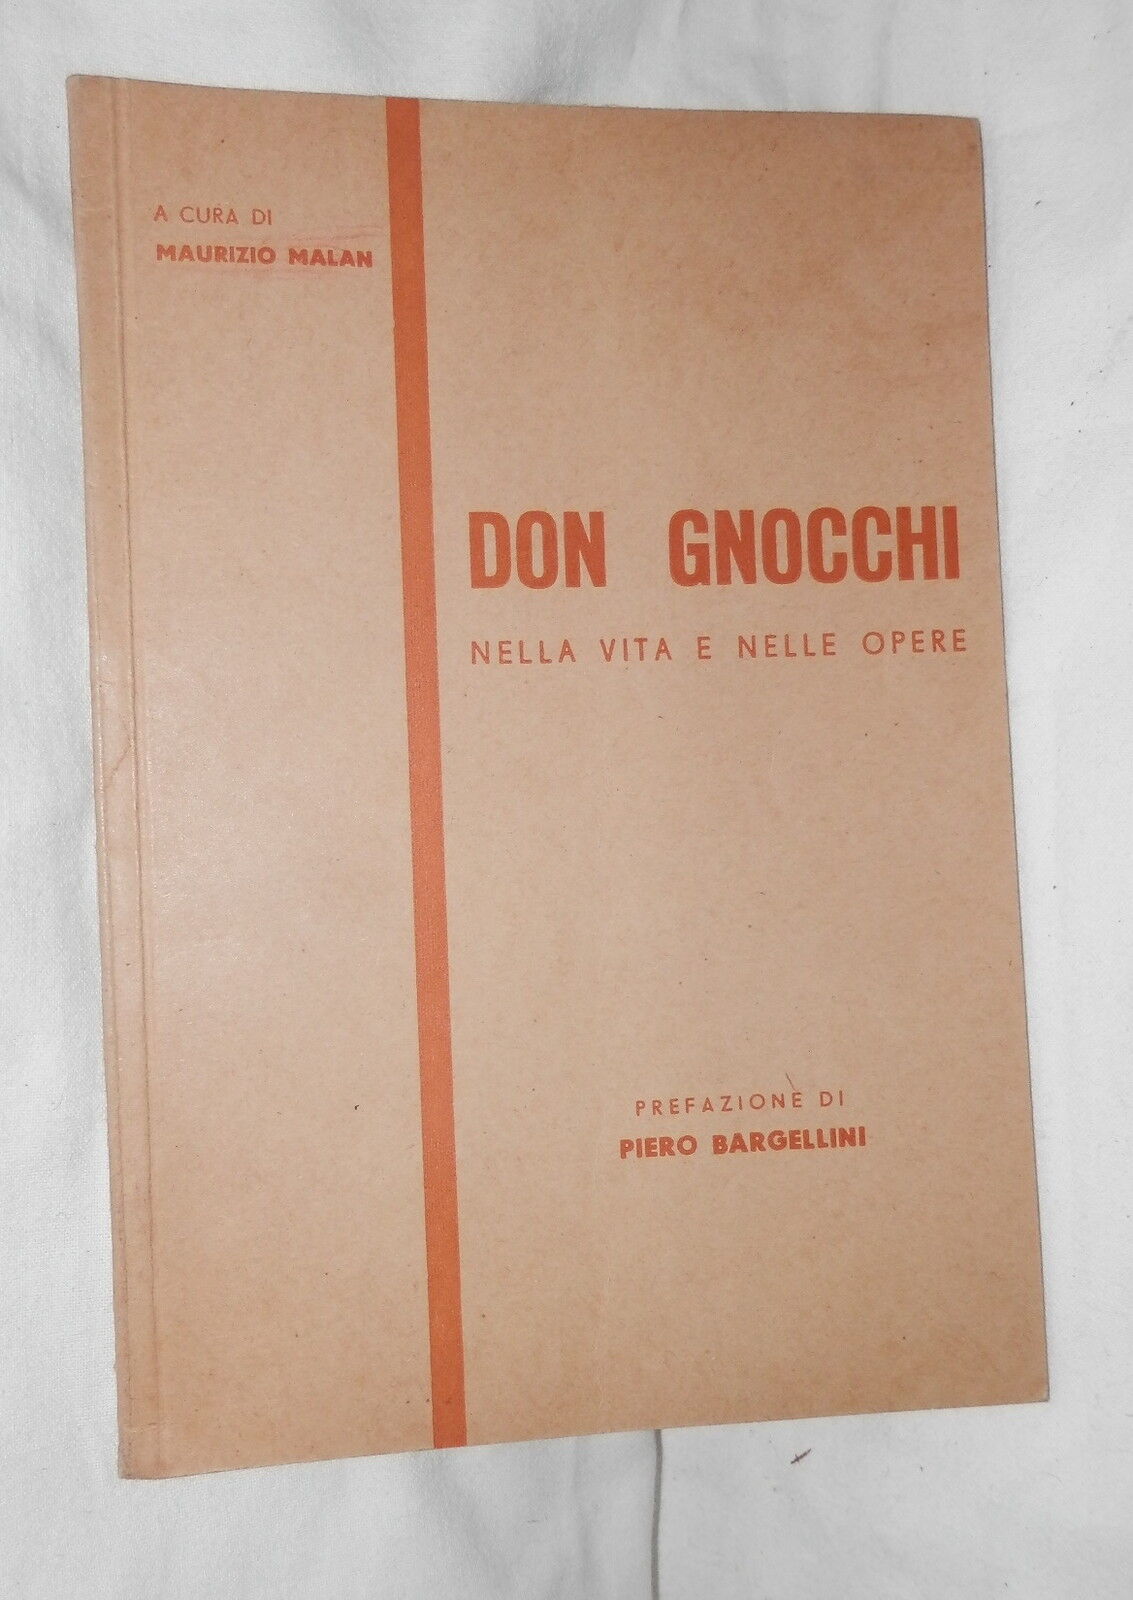 A CURA DI
MAURIZIO MALAN
DON GNOCCHI
NELLA VITA E NELLE OPERE
PREFAZIONE DI
PIERO BARGELLINI